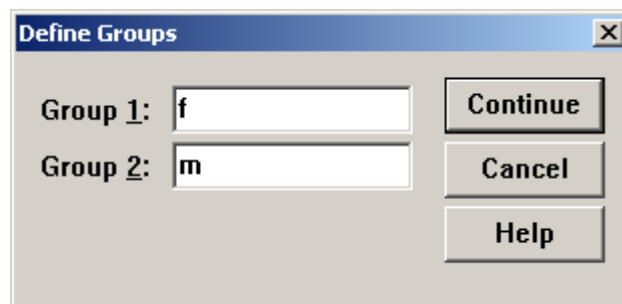 Define Groups
Group 1: f
Continue
Group 2: m
Cancel
Help